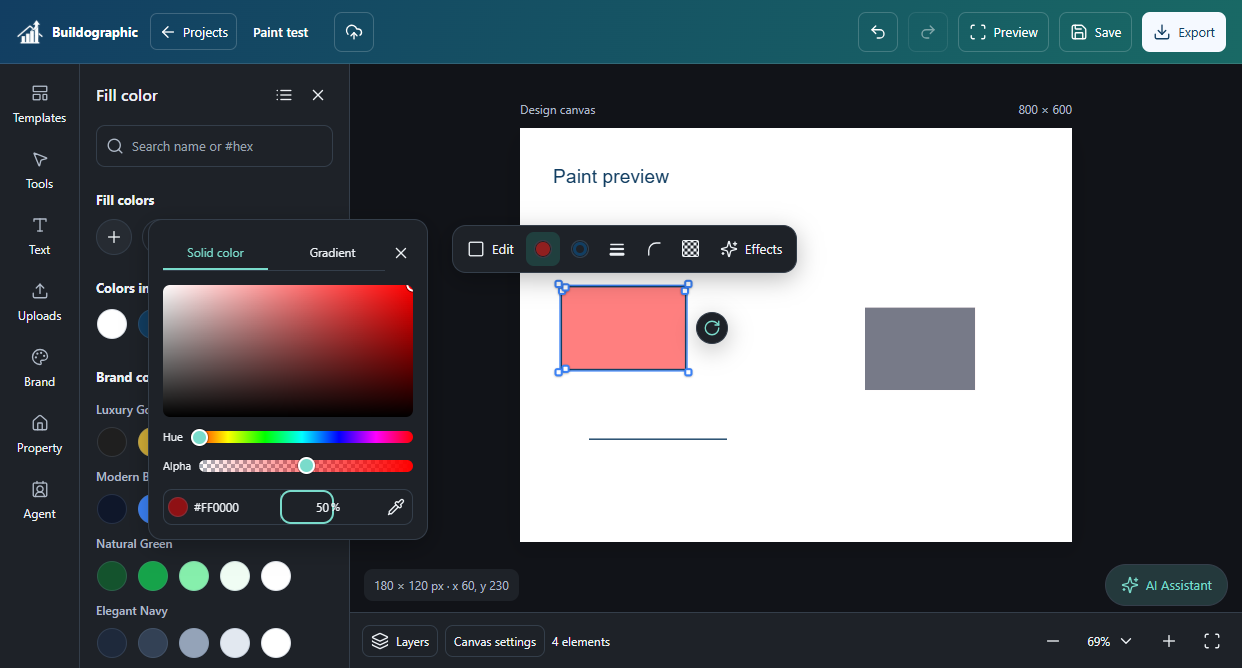 Buildographic
Projects
Paint test
Preview
Save
Export
Templates
Tools
Text
Uploads
Brand
Property
Agent
Fill color
Search name or #hex
Fill colors
Colors in
Brand co
Luxury Go
Modern B
Natural Green
Elegant Navy
Solid color
Gradient
Hue
Alpha
#FF0000
50%
Design canvas
800 × 600
Paint preview
Edit
Effects
180 × 120 px · x 60, y 230
AI Assistant
Layers
Canvas settings
4 elements
69%